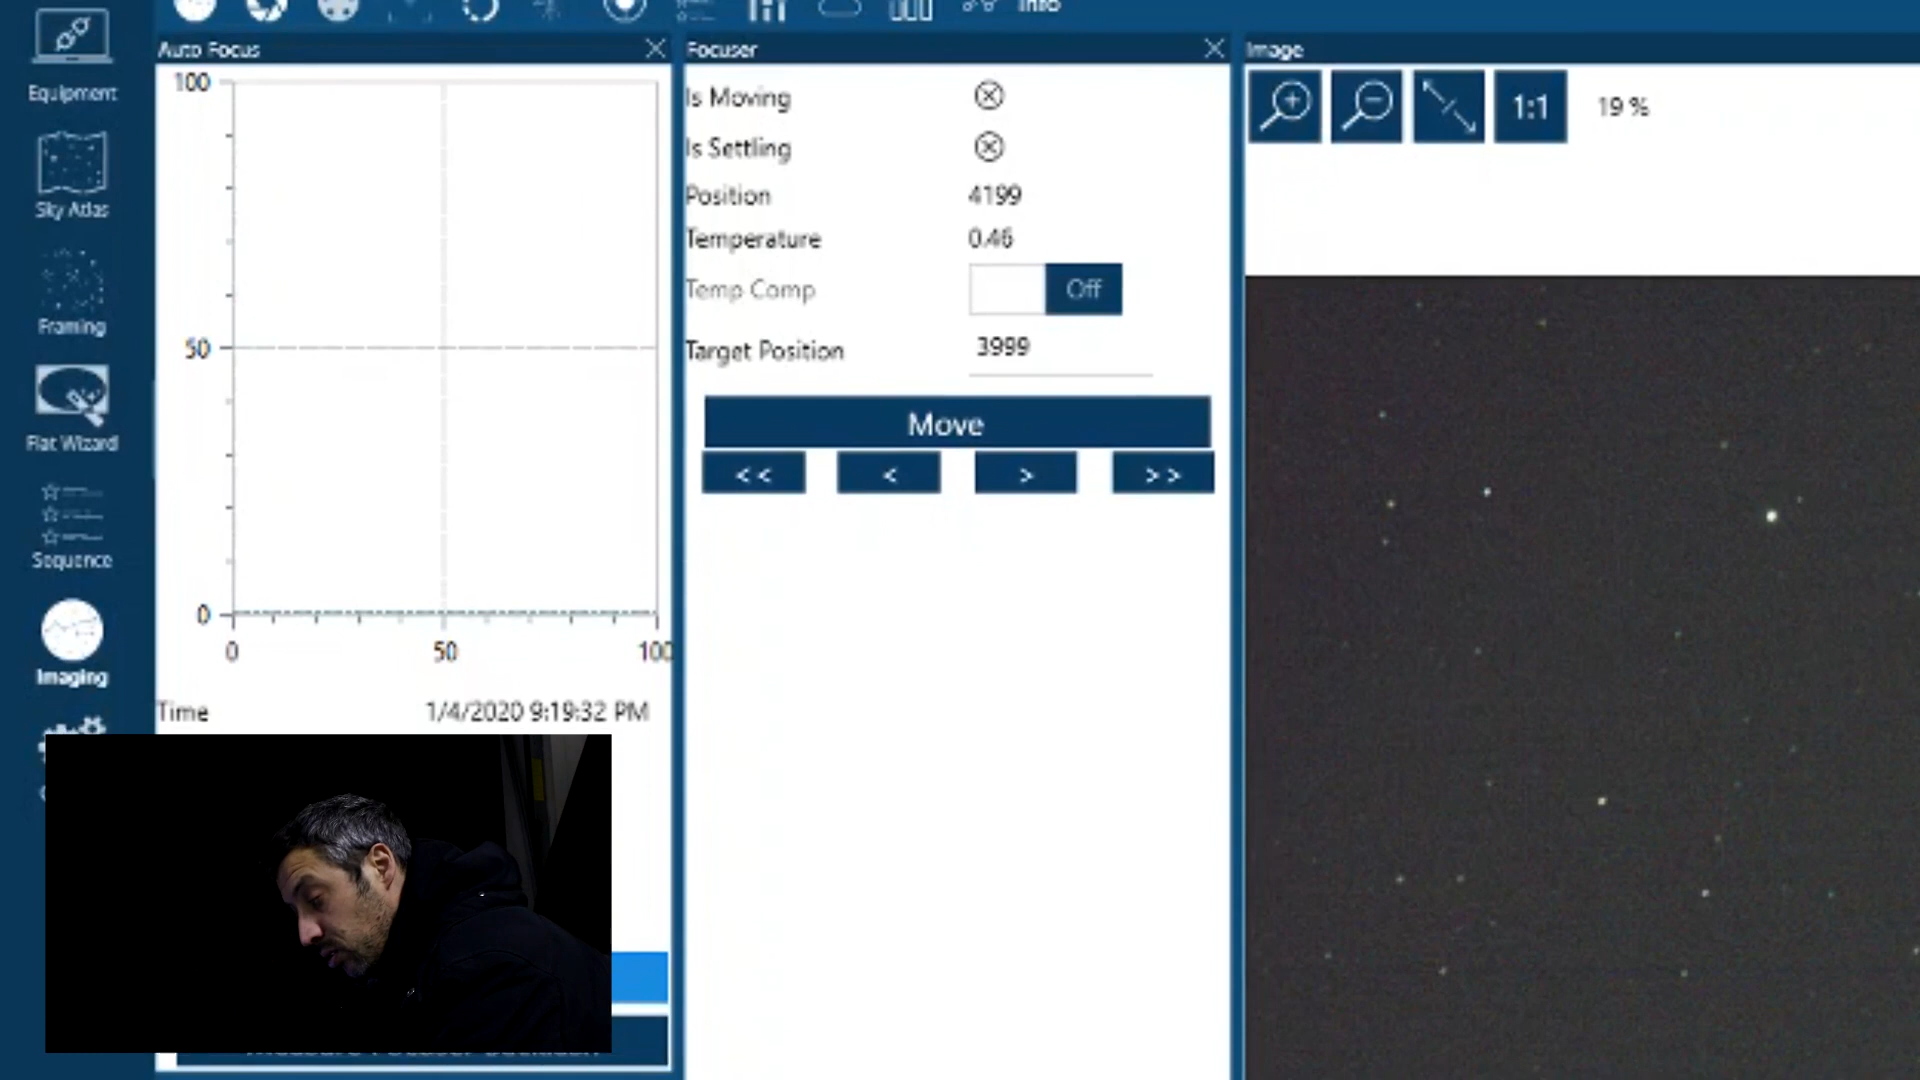 Info
Equipment
Sky Atlas
Framing
Flat Wizard
Sequence
Imaging
Auto Focus
100
50
0
0 50 100
Time 1/4/2020 9:19:32 PM
Focuser
Is Moving
Is Settling
Position 4199
Temperature 0.46
Temp Comp Off
Target Position 3999
Move
<< < > >>
Image
1:1 19 %